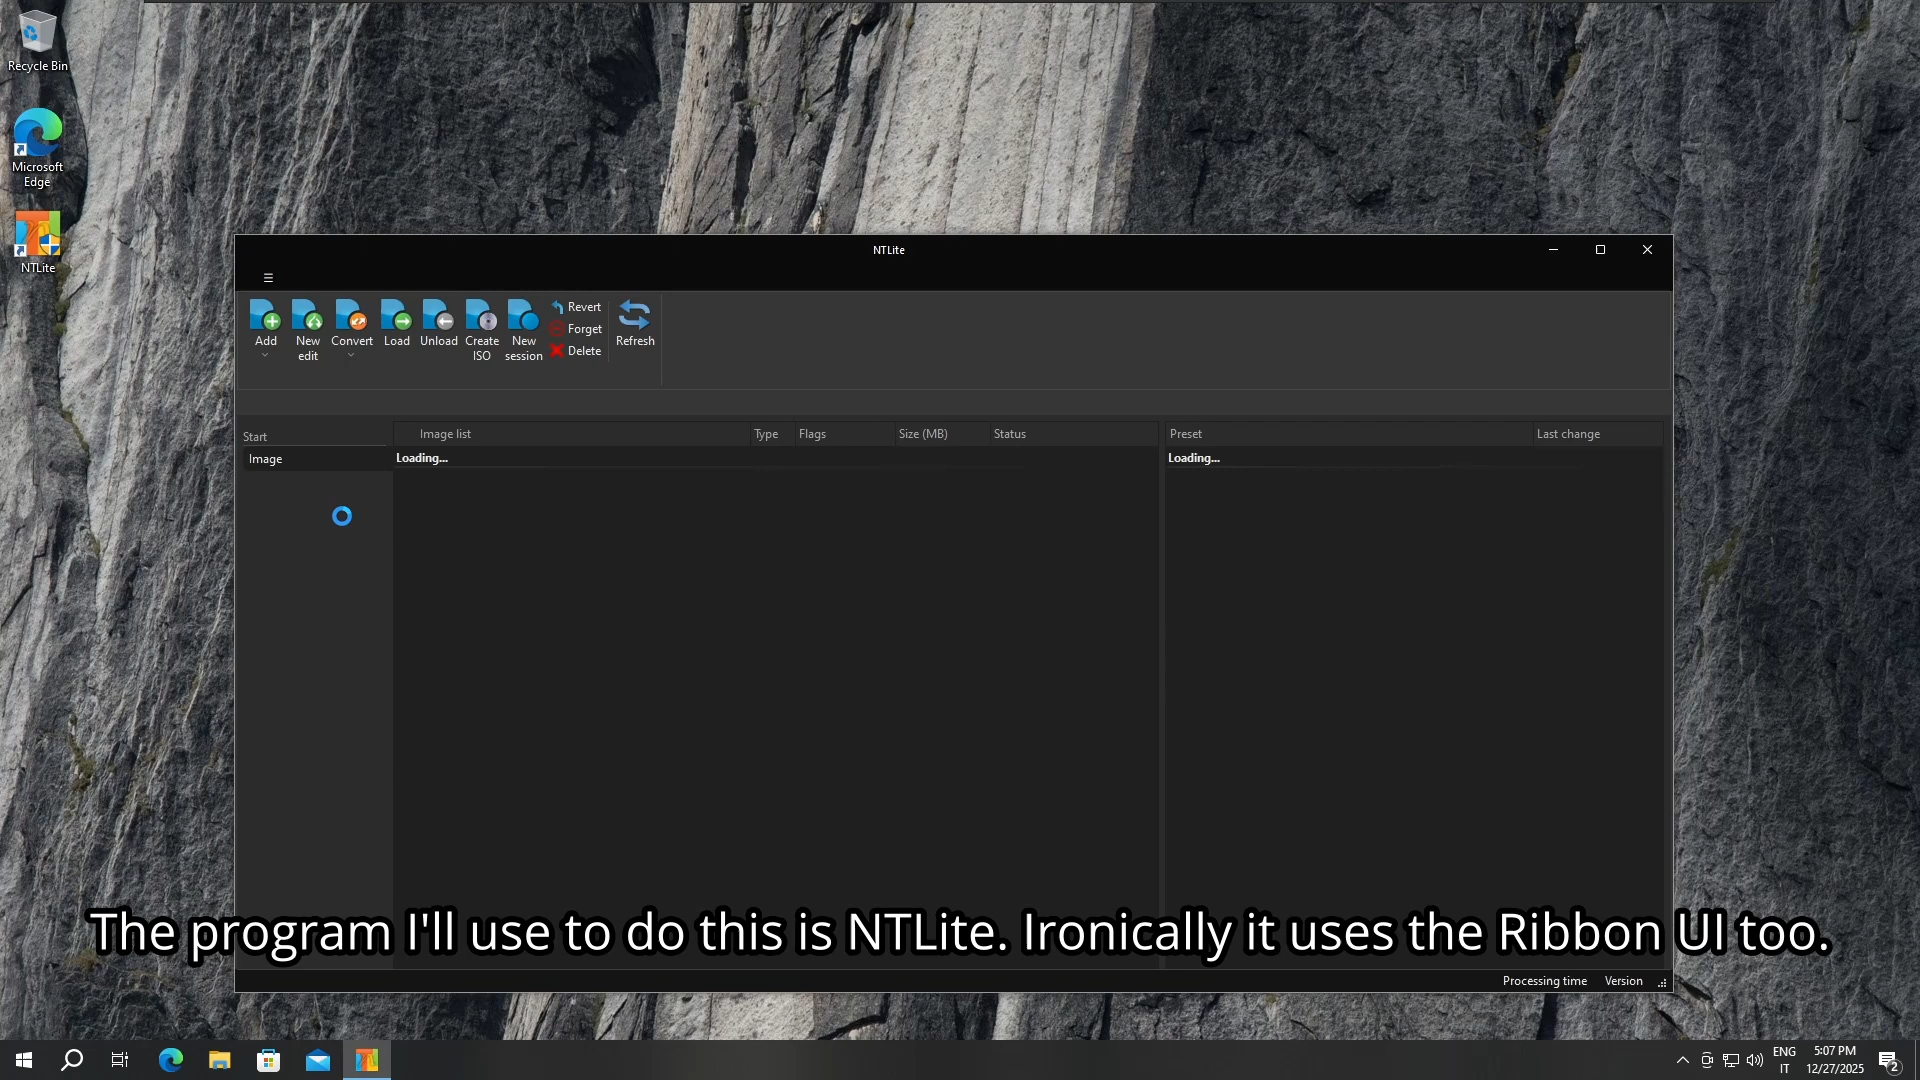 Recycle Bin
Microsoft
Edge
NTLite
NTLite
Add
New
edit
Convert
Load
Unload
Create
ISO
New
session
Revert
Forget
Delete
Refresh
Start
Image
Image list
Type
Flags
Size (MB)
Status
Loading...
Preset
Last change
Loading...
The program I'll use to do this is NTLite. Ironically it uses the Ribbon UI too.
Processing time
Version
ENG
IT
5:07 PM
12/27/2025
2